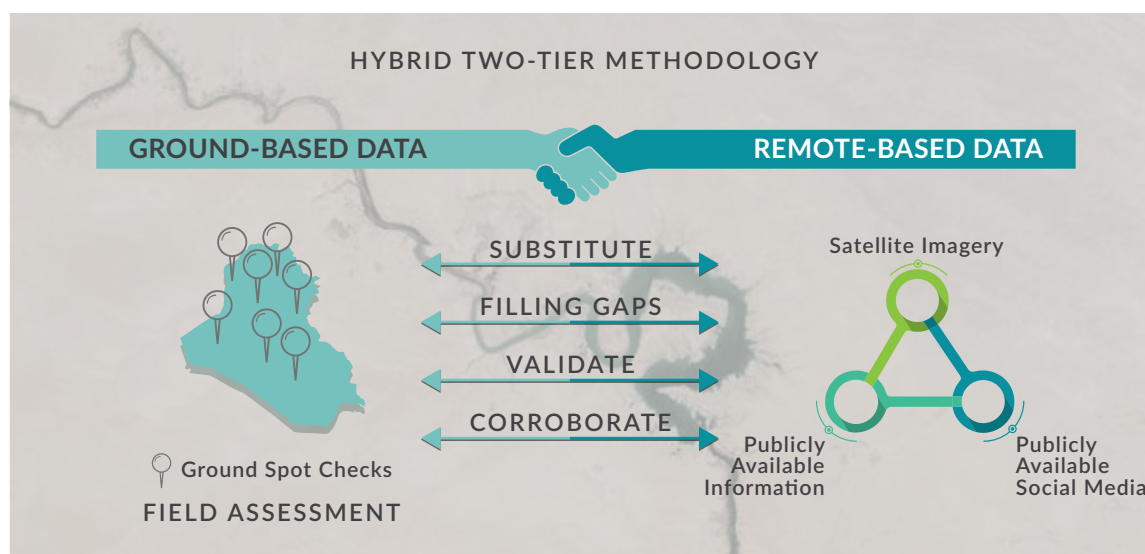 HYBRID TWO-TIER METHODOLOGY
GROUND-BASED DATA
REMOTE-BASED DATA
SUBSTITUTE
FILLING GAPS
VALIDATE
CORROBORATE
Ground Spot Checks
FIELD ASSESSMENT
Satellite Imagery
Publicly
Available
Information
Publicly
Available
Social Media